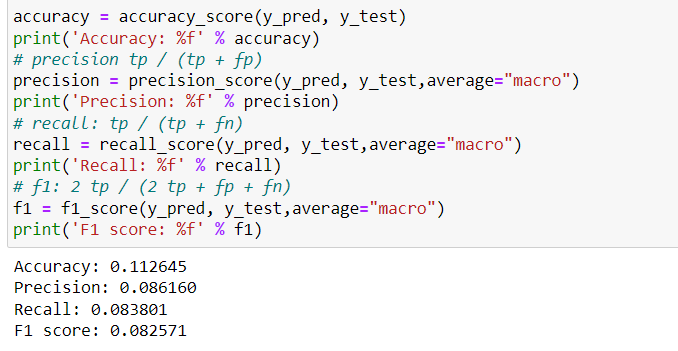 accuracy = accuracy_score(y_pred, y_test)
print('Accuracy: %f' % accuracy)
# precision tp / (tp + fp)
precision = precision_score(y_pred, y_test,average="macro")
print('Precision: %f' % precision)
# recall: tp / (tp + fn)
recall = recall_score(y_pred, y_test,average="macro")
print('Recall: %f' % recall)
# f1: 2 tp / (2 tp + fp + fn)
f1 = f1_score(y_pred, y_test,average="macro")
print('F1 score: %f' % f1)
Accuracy: 0.112645
Precision: 0.086160
Recall: 0.083801
F1 score: 0.082571